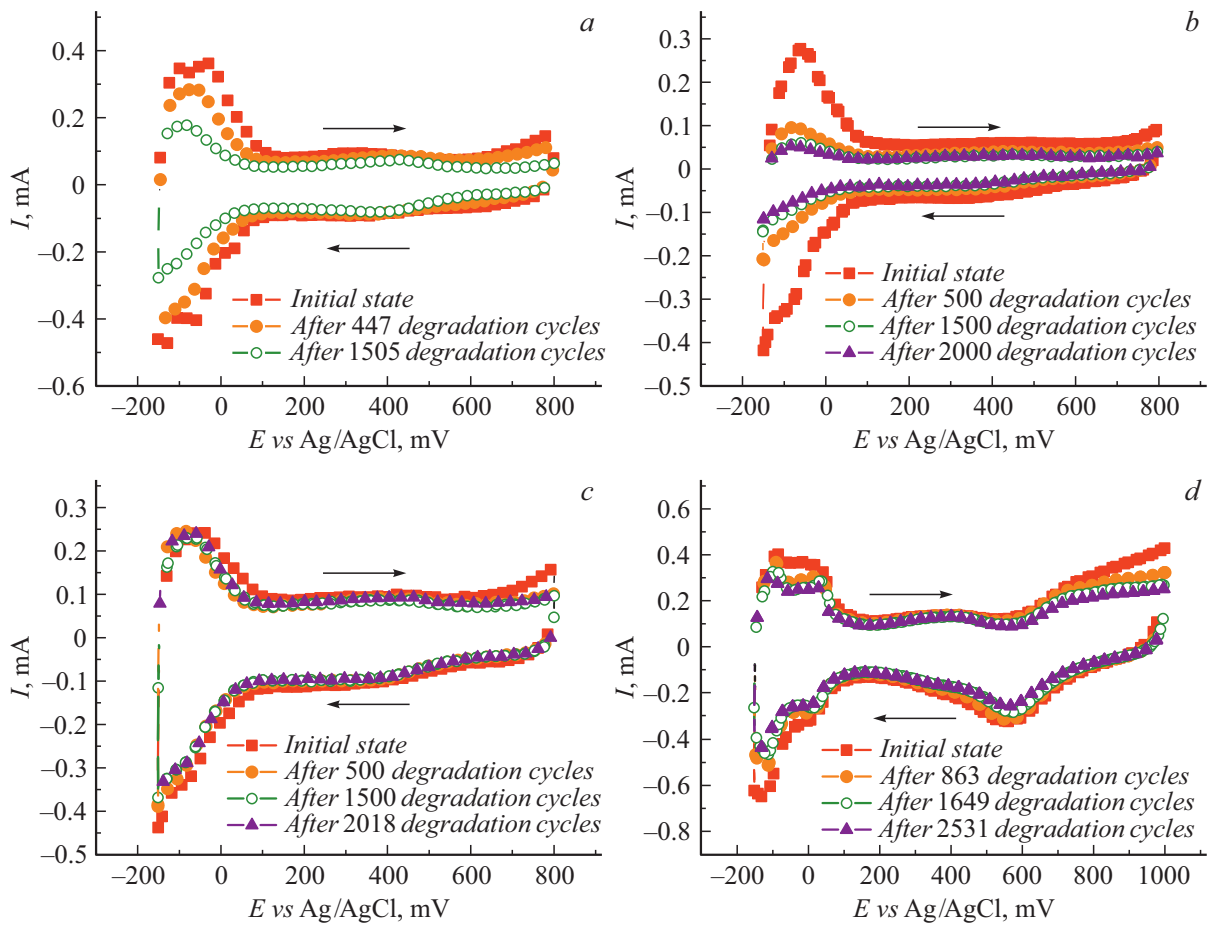 a
I, mA
0.4
0.2
0
–0.2
–0.4
–0.6
Initial state
After 447 degradation cycles
After 1505 degradation cycles
–200 0 200 400 600 800
E vs Ag/AgCl, mV
b
I, mA
0.3
0.2
0.1
0
–0.1
–0.2
–0.3
–0.4
–0.5
Initial state
After 500 degradation cycles
After 1500 degradation cycles
After 2000 degradation cycles
–200 0 200 400 600 800
E vs Ag/AgCl, mV
c
I, mA
0.3
0.2
0.1
0
–0.1
–0.2
–0.3
–0.4
–0.5
Initial state
After 500 degradation cycles
After 1500 degradation cycles
After 2018 degradation cycles
–200 0 200 400 600 800
E vs Ag/AgCl, mV
d
I, mA
0.6
0.4
0.2
0
–0.2
–0.4
–0.6
–0.8
Initial state
After 863 degradation cycles
After 1649 degradation cycles
After 2531 degradation cycles
–200 0 200 400 600 800 1000
E vs Ag/AgCl, mV